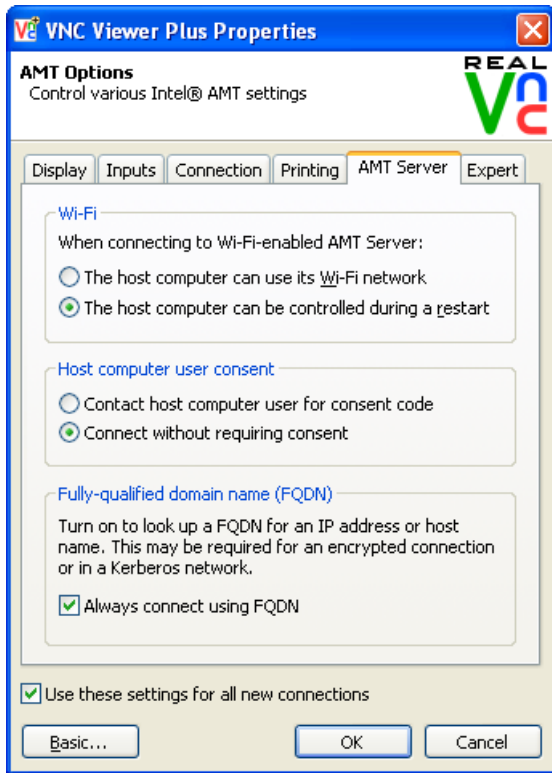 VNC Viewer Plus Properties
AMT Options
Control various Intel® AMT settings
REAL
VNC
Display
Inputs
Connection
Printing
AMT Server
Expert
Wi-Fi
When connecting to Wi-Fi-enabled AMT Server:
The host computer can use its Wi-Fi network
The host computer can be controlled during a restart
Host computer user consent
Contact host computer user for consent code
Connect without requiring consent
Fully-qualified domain name (FQDN)
Turn on to look up a FQDN for an IP address or host
name. This may be required for an encrypted connection
or in a Kerberos network.
Always connect using FQDN
Use these settings for all new connections
Basic...
OK
Cancel